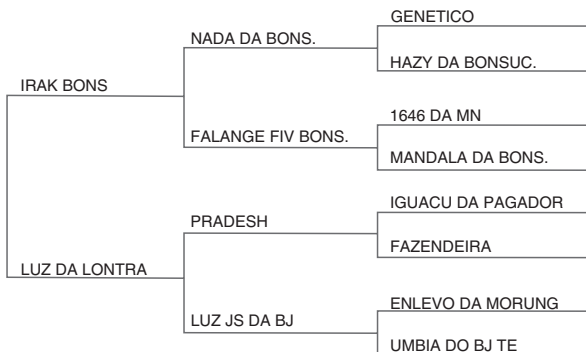 GENETICO
NADA DA BONS.
HAZY DA BONSUC.
IRAK BONS
1646 DA MN
FALANGE FIV BONS.
MANDALA DA BONS.
IGUACU DA PAGADOR
PRADESH
FAZENDEIRA
LUZ DA LONTRA
ENLEVO DA MORUNG
LUZ JS DA BJ
UMBIA DO BJ TE